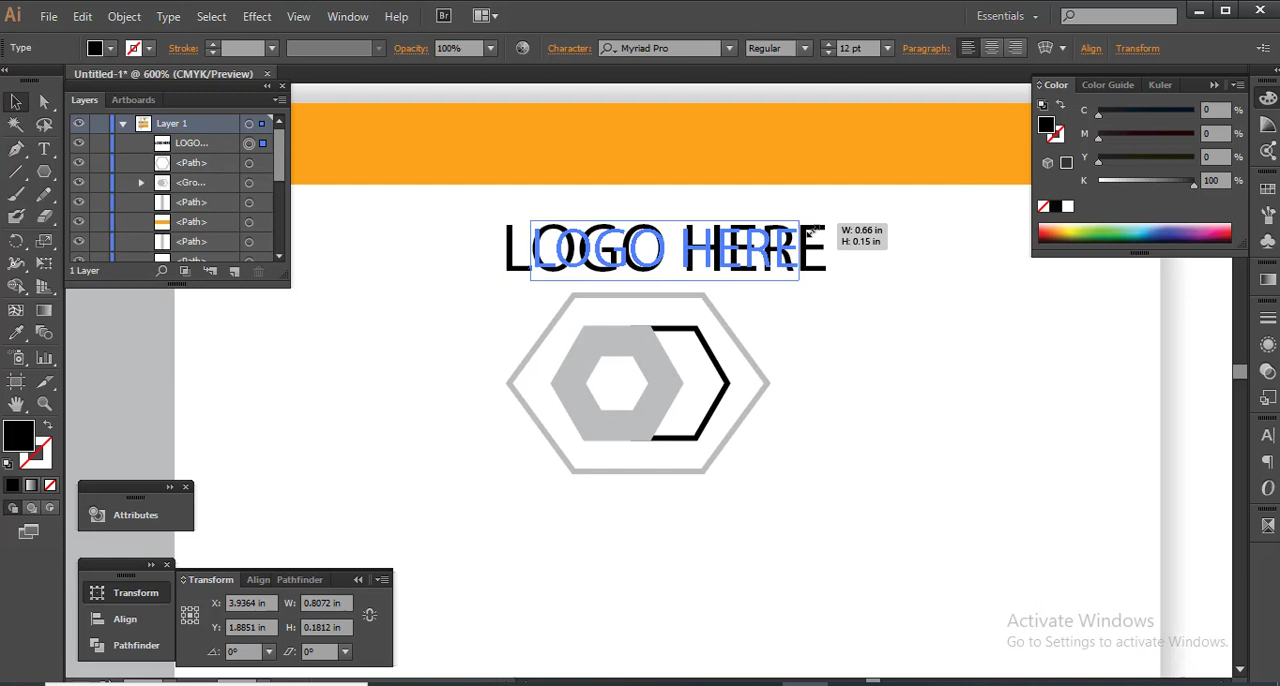 Ai File Edit Object Type Select Effect View Window Help Br Essentials
Type Stroke: Opacity: 100% Character: Myriad Pro Regular 12 pt Paragraph: Align Transform
Untitled-1* @ 600% (CMYK/Preview) ×
Layers Artboards
Layer 1
LOGO...
<Path>
<Gro...
<Path>
<Path>
<Path>
1 Layer
Color Color Guide Kuler
C 0 %
M 0 %
Y 0 %
K 100 %
LOGO HERE
LOGO HERE
W: 0.66 in
H: 0.15 in
Attributes
Transform
Align
Pathfinder
Transform Align Pathfinder
X: 3.9364 in W: 0.8072 in
Y: 1.8851 in H: 0.1812 in
0° 0°
Activate Windows
Go to Settings to activate Windows.